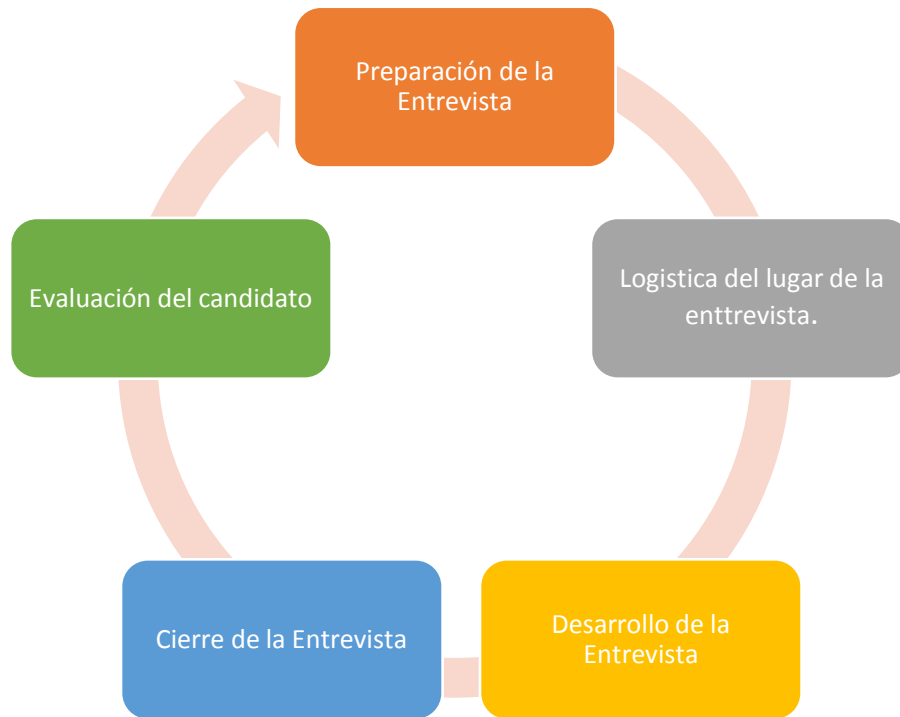 Preparación de la
Entrevista
Logistica del lugar de la
enttrevista.
Desarrollo de la
Entrevista
Cierre de la Entrevista
Evaluación del candidato